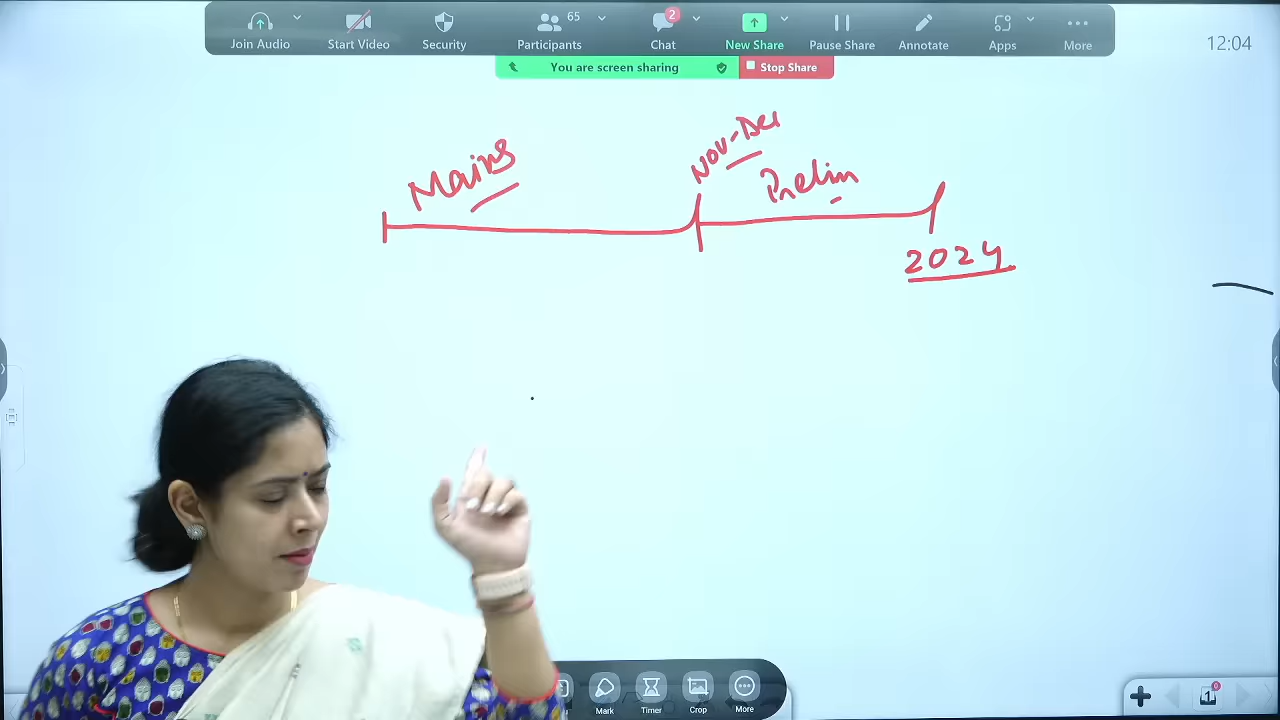 65
2
Join Audio
Start Video
Security
Participants
Chat
New Share
Pause Share
Annotate
Apps
More
12:04
You are screen sharing
Stop Share
Nov-Dec
Mains
Prelim
2024
Mark
Timer
Crop
More
1